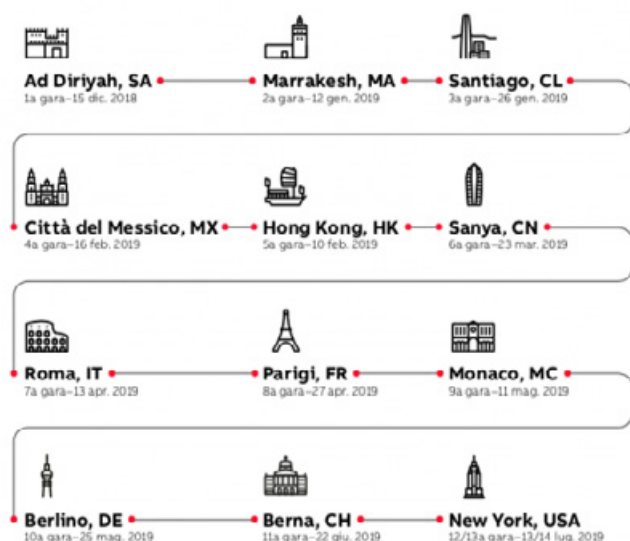 Ad Diriyah, SA
1a gara–15 dic. 2018
Marrakesh, MA
2a gara–12 gen. 2019
Santiago, CL
3a gara–26 gen. 2019
Città del Messico, MX
4a gara–16 feb. 2019
Hong Kong, HK
5a gara–10 feb. 2019
Sanya, CN
6a gara–23 mar. 2019
Roma, IT
7a gara–13 apr. 2019
Parigi, FR
8a gara–27 apr. 2019
Monaco, MC
9a gara–11 mag. 2019
Berlino, DE
10a gara–25 mag. 2019
Berna, CH
11a gara–22 giu. 2019
New York, USA
12/13a gara–13/14 lug. 2019